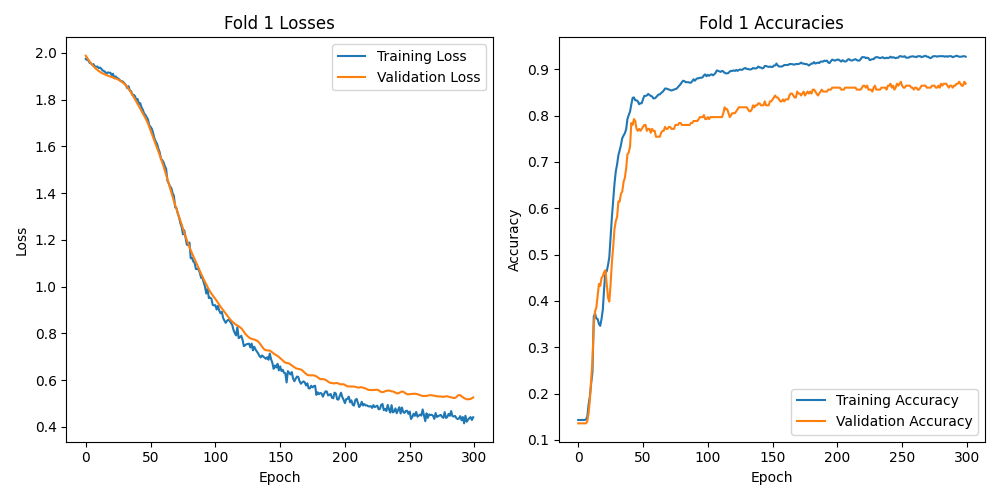 Fold 1 Losses
Loss
2.0
1.8
1.6
1.4
1.2
1.0
0.8
0.6
0.4
Training Loss
Validation Loss
0 50 100 150 200 250 300
Epoch
Fold 1 Accuracies
Accuracy
0.9
0.8
0.7
0.6
0.5
0.4
0.3
0.2
0.1
Training Accuracy
Validation Accuracy
0 50 100 150 200 250 300
Epoch